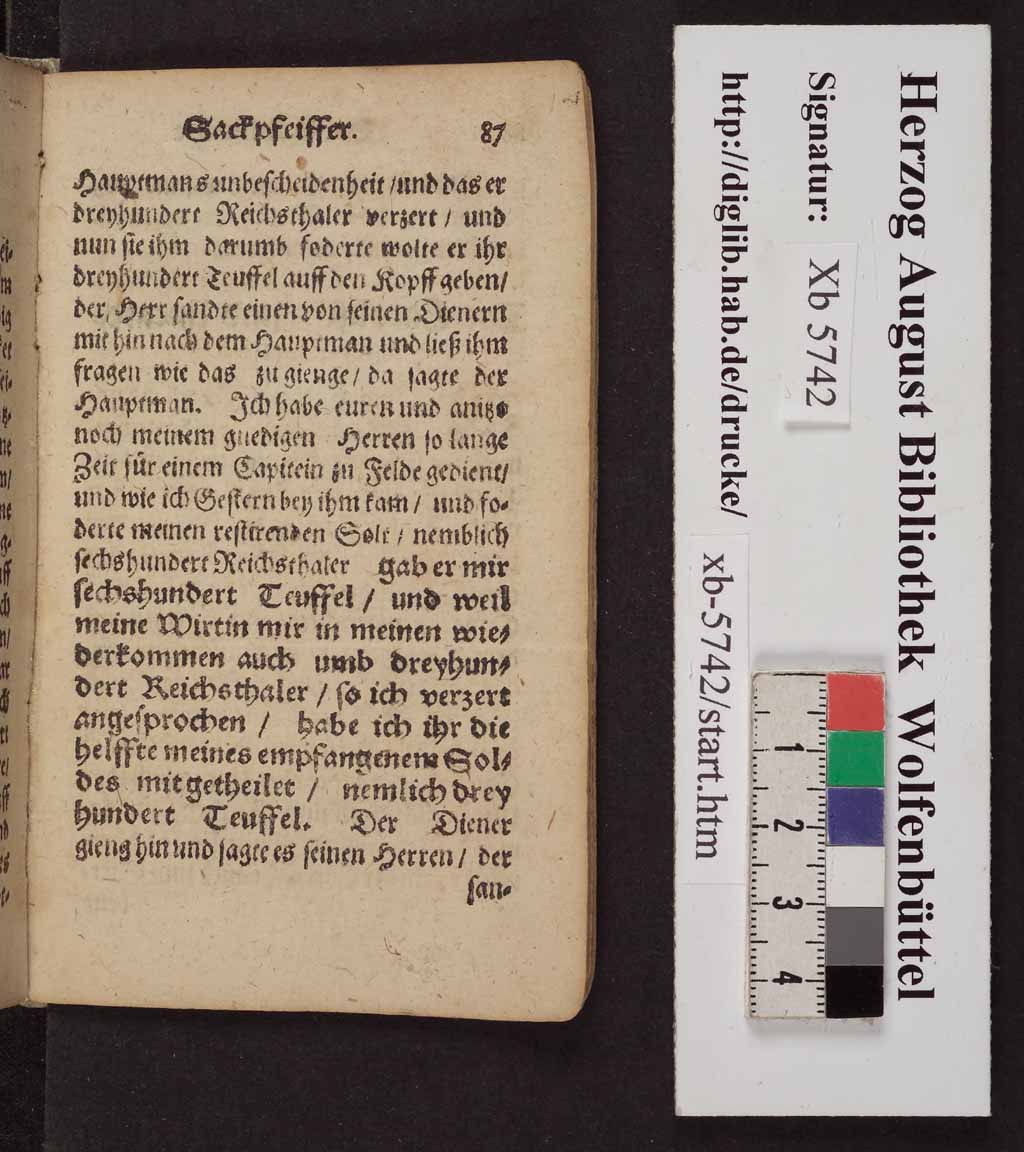 Sackpfeiffer. 87
Hauptmans unbescheidenheit / und das er
dreyhundert Reichsthaler verzert / und
nun sie ihm darumb foderte wolte er ihr
dreyhundert Teuffel auff den Kopff geben /
der, Herr sandte einen von seinen Dienern
mit hin nach dem Hauptman und ließ ihm
fragen wie das zu gienge / da sagte der
Hauptman. Ich habe euren und anitzo
noch meinem gnedigen Herren so lange
Zeit für einem Capitein zu Felde gedient /
und wie ich Gestern bey ihm kam / und fo-
derte meinen restirenden Solt / nemblich
sechshundert Reichsthaler gab er mir
sechshundert Teuffel / und weil
meine Wirtin mir in meinen wie-
derkommen auch umb dreyhun-
dert Reichsthaler / so ich verzert
angesprochen / habe ich ihr die
helffte meines empfangenem Sol-
des mitgetheilet / nemlich drey
hundert Teuffel. Der Diener
gieng hin und sagte es seinen Herren / der
san-
Herzog August Bibliothek Wolfenbüttel
Signatur: Xb 5742
http://diglib.hab.de/drucke/ xb-5742/start.htm
1 2 3 4